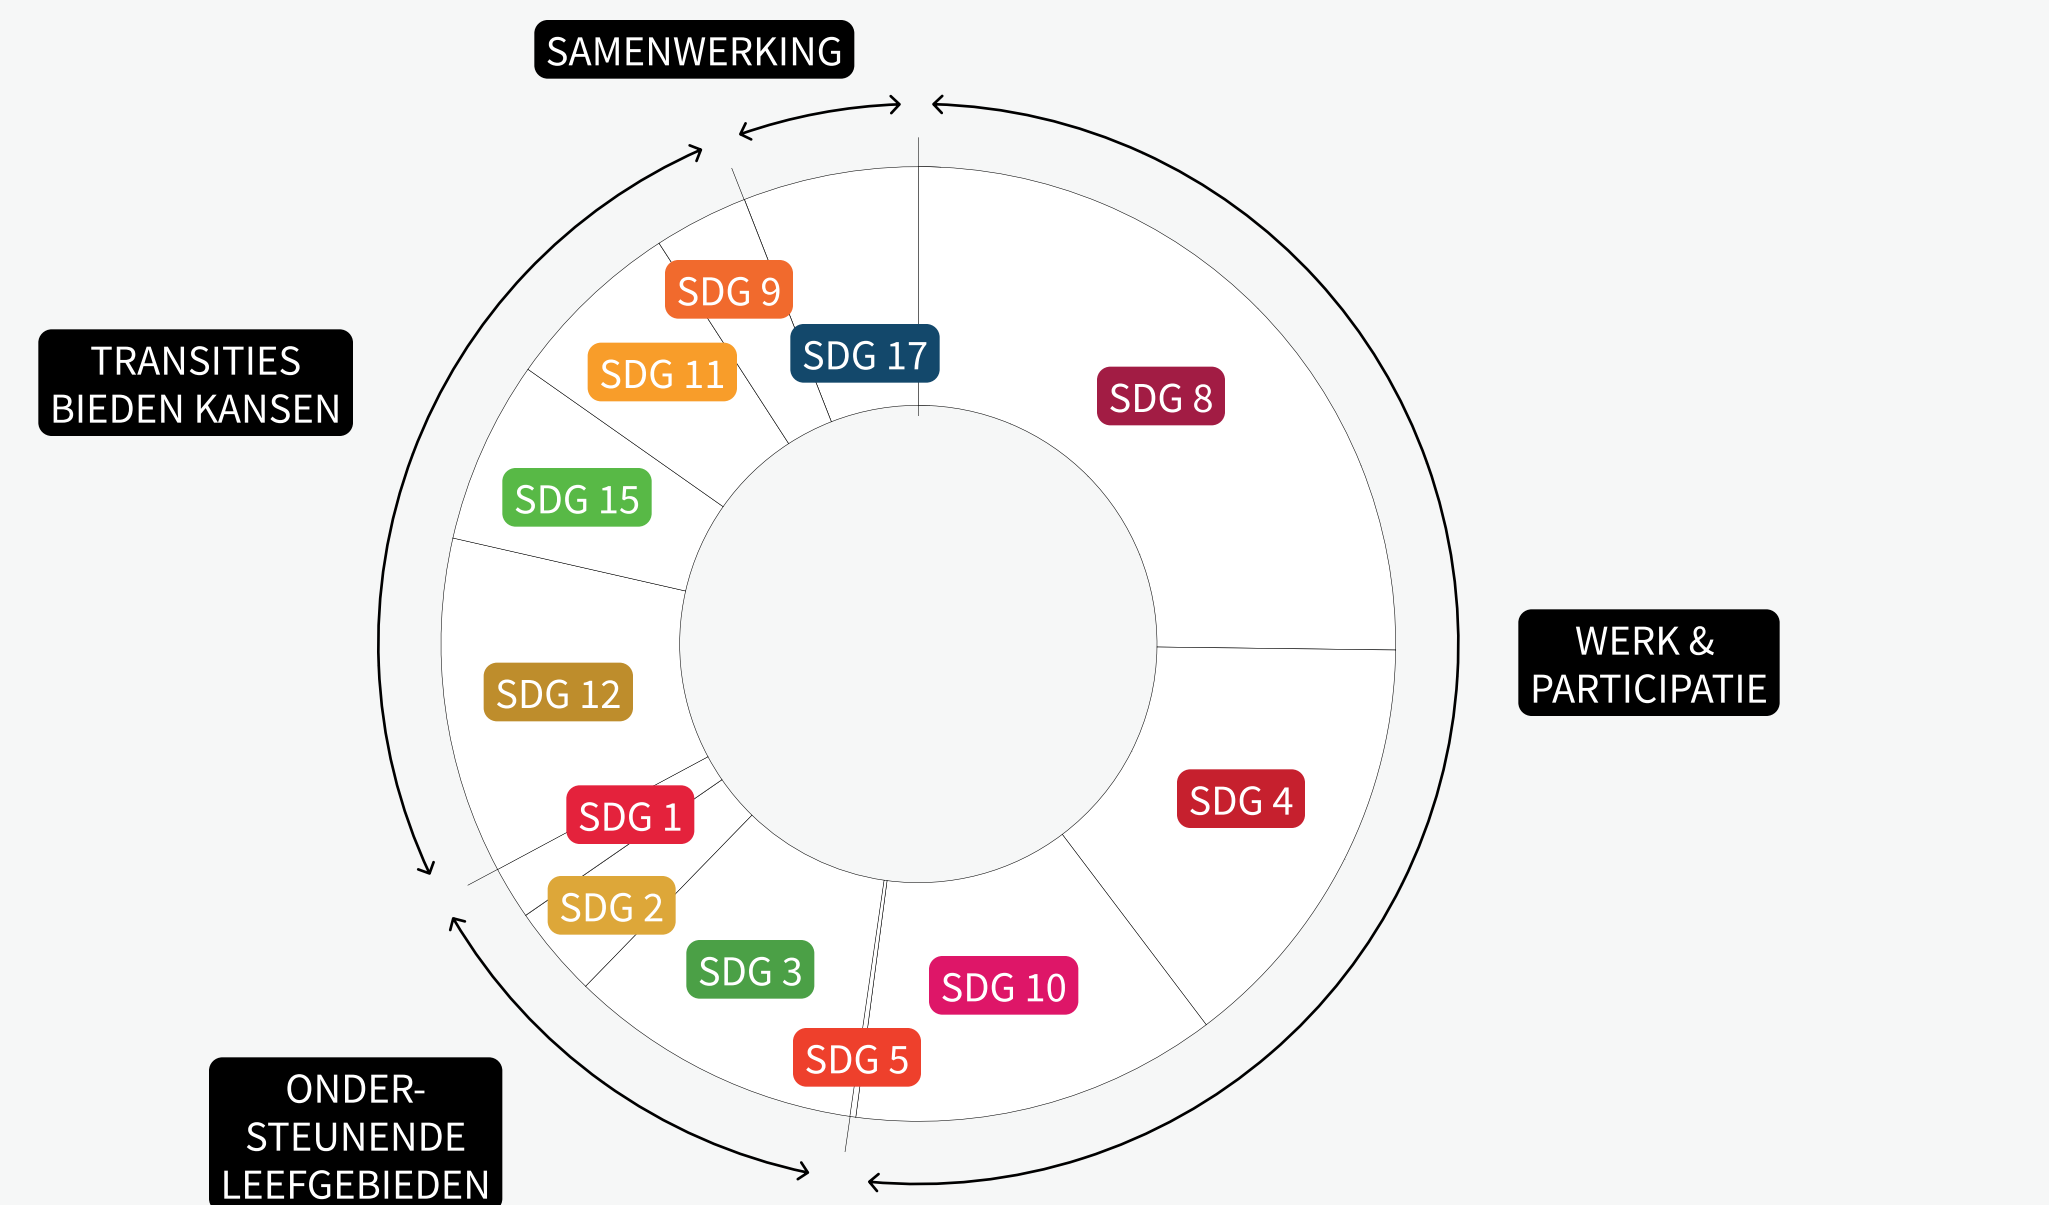 SAMENWERKING
SDG 9
SDG 17
TRANSITIES
BIEDEN KANSEN
SDG 11
SDG 8
SDG 15
WERK &
PARTICIPATIE
SDG 12
SDG 4
SDG 1
SDG 2
SDG 3
SDG 10
SDG 5
ONDER-
STEUNENDE
LEEFGEBIEDEN